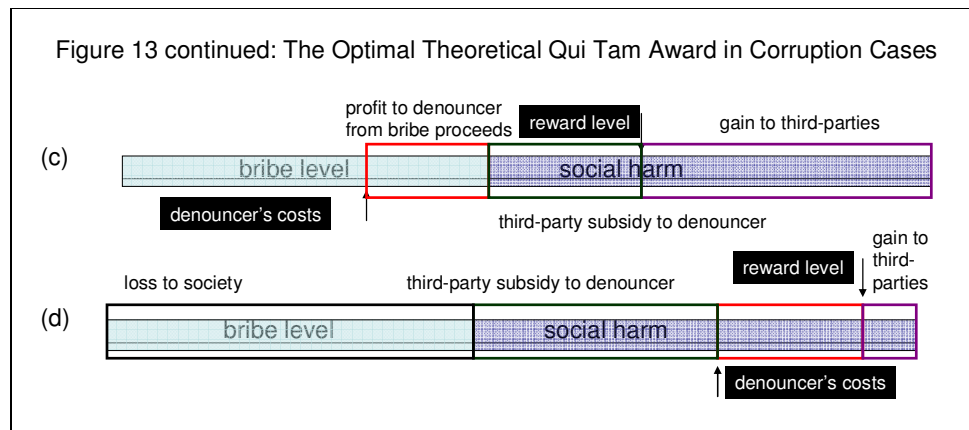 Figure 13 continued: The Optimal Theoretical Qui Tam Award in Corruption Cases
profit to denouncer
from bribe proceeds
reward level
gain to third-parties
(c)
bribe level
social harm
denouncer's costs
third-party subsidy to denouncer
gain to
third-
parties
reward level
loss to society
third-party subsidy to denouncer
(d)
bribe level
social harm
denouncer's costs